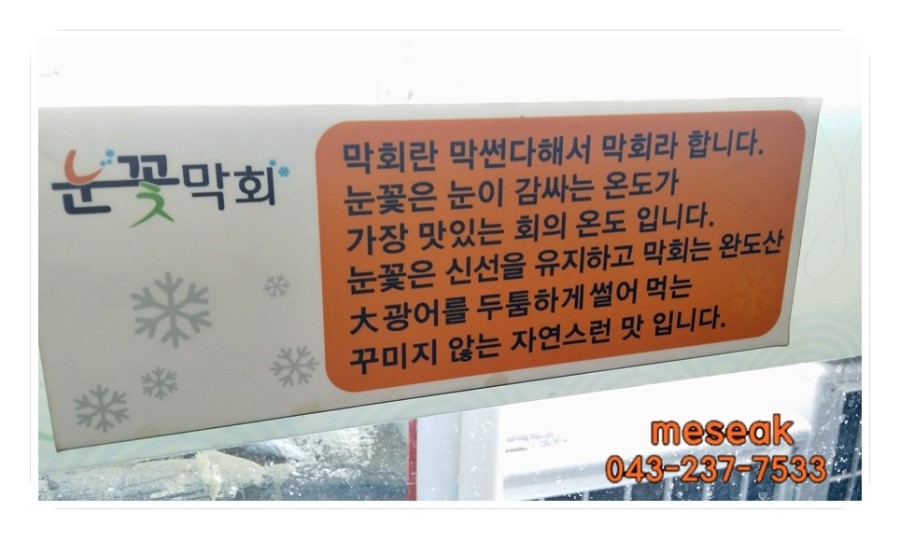 눈꽃막회
막회란 막썬다해서 막회라 합니다.
눈꽃은 눈이 감싸는 온도가
가장 맛있는 회의 온도 입니다.
눈꽃은 신선을 유지하고 막회는 완도산
大광어를 두툼하게 썰어 먹는
꾸미지 않는 자연스런 맛 입니다.
meseak
043-237-7533